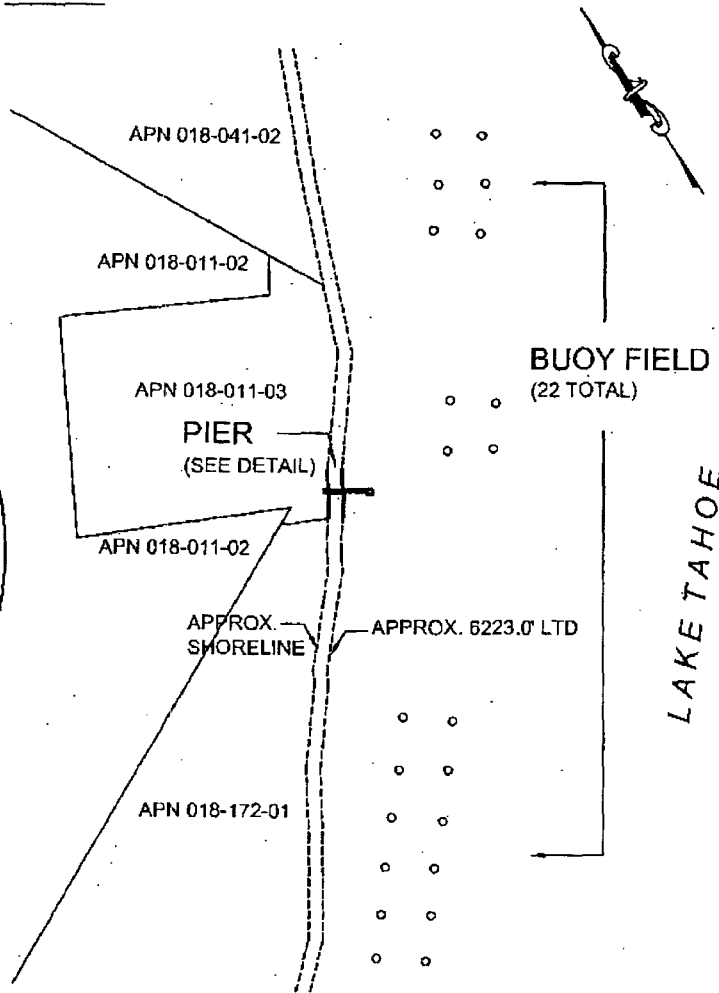 APN 018-041-02
APN 018-011-02
BUOY FIELD
(22 TOTAL)
APN 018-011-03
PIER
(SEE DETAIL)
APN 018-011-02
LAKE TAHOE
APPROX.
SHORELINE
APPROX. 6223.0' LTD
APN 018-172-01